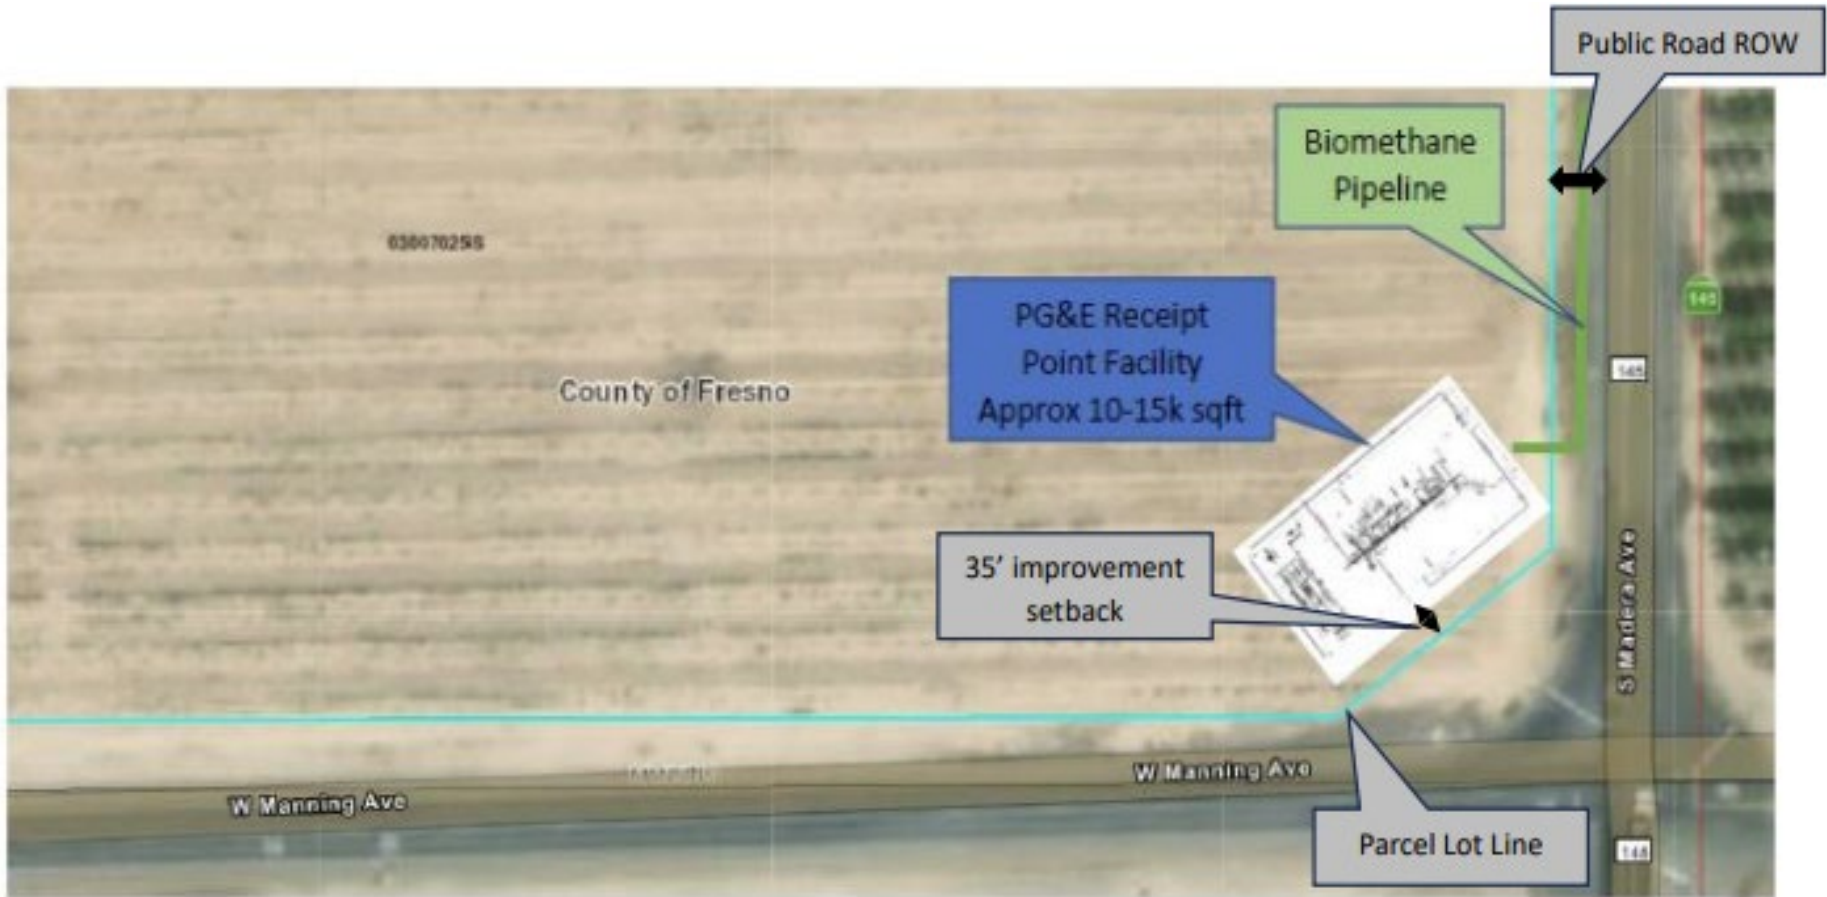 Public Road ROW
Biomethane
Pipeline
PG&E Receipt
Point Facility
Approx 10-15k sqft
County of Fresno
145
35' improvement
setback
S Madera Ave
W Manning Ave
W Manning Ave
Parcel Lot Line
145